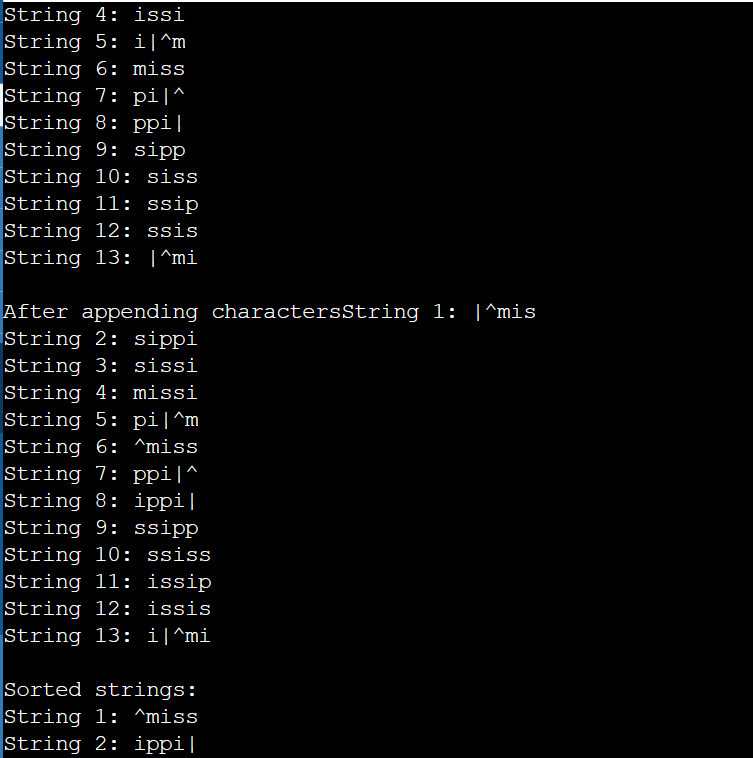 String 4: issi
String 5: i|^m
String 6: miss
String 7: pi|^
String 8: ppi|
String 9: sipp
String 10: siss
String 11: ssip
String 12: ssis
String 13: |^mi
After appending charactersString 1: |^mis
String 2: sippi
String 3: sissi
String 4: missi
String 5: pi|^m
String 6: ^miss
String 7: ppi|^
String 8: ippi|
String 9: ssipp
String 10: ssiss
String 11: issip
String 12: issis
String 13: i|^mi
Sorted strings:
String 1: ^miss
String 2: ippi|